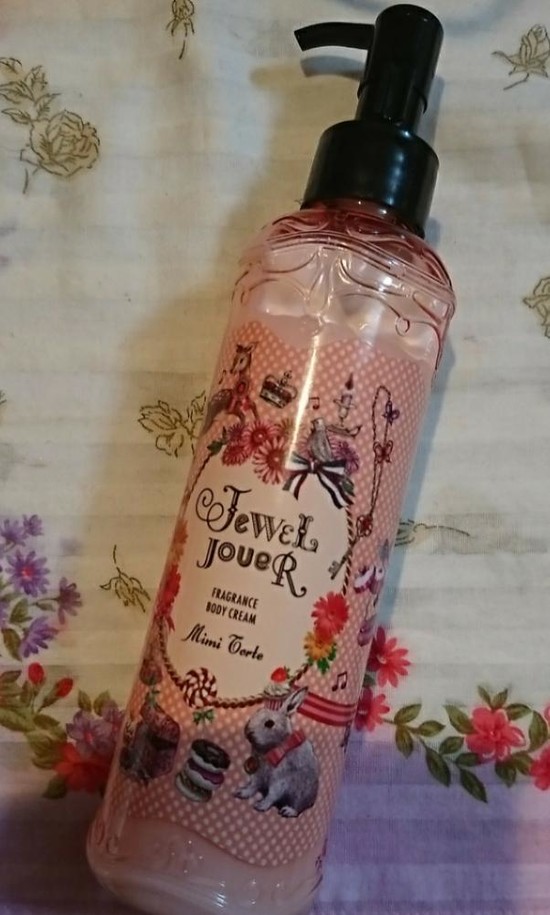 Jewel
Jouer
FRAGRANCE
BODY CREAM
Mimi Torte